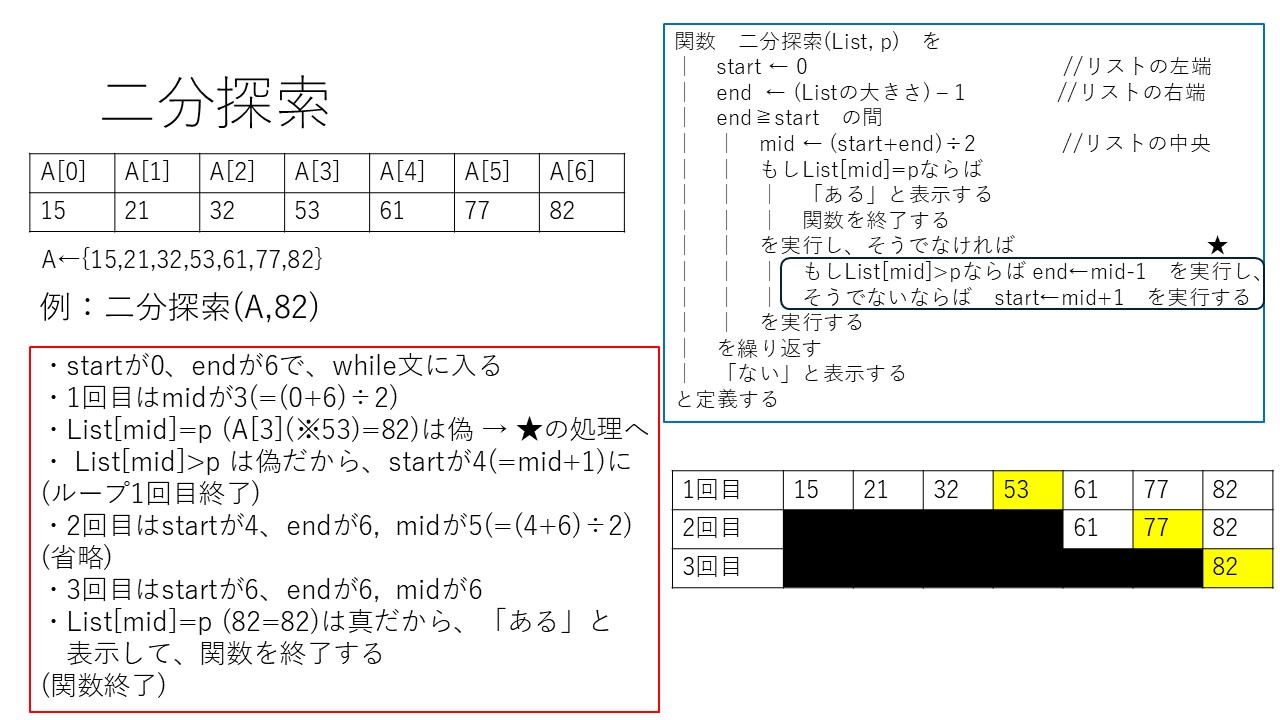 二分探索
A[0] A[1] A[2] A[3] A[4] A[5] A[6]
15 21 32 53 61 77 82
A←{15,21,32,53,61,77,82}
例：二分探索(A,82)
・startが0、endが6で、while文に入る
・1回目はmidが3(=(0+6)÷2)
・List[mid]=p (A[3](※53)=82)は偽 → ★の処理へ
・ List[mid]>p は偽だから、startが4(=mid+1)に
(ループ1回目終了)
・2回目はstartが4、endが6, midが5(=(4+6)÷2)
(省略)
・3回目はstartが6、endが6, midが6
・List[mid]=p (82=82)は真だから、「ある」と
表示して、関数を終了する
(関数終了)
関数　二分探索(List, p)　を
｜　start ← 0　//リストの左端
｜　end ← (Listの大きさ) – 1　//リストの右端
｜　end≧start　の間
｜　｜　mid ← (start+end)÷2　//リストの中央
｜　｜　もしList[mid]=pならば
｜　｜　｜　「ある」と表示する
｜　｜　｜　関数を終了する
｜　｜　を実行し、そうでなければ　★
｜　｜　｜　もしList[mid]>pならば end←mid-1　を実行し、
｜　｜　｜　そうでないならば　start←mid+1　を実行する
｜　｜　を実行する
｜　を繰り返す
｜　「ない」と表示する
と定義する
1回目 15 21 32 53 61 77 82
2回目 61 77 82
3回目 82